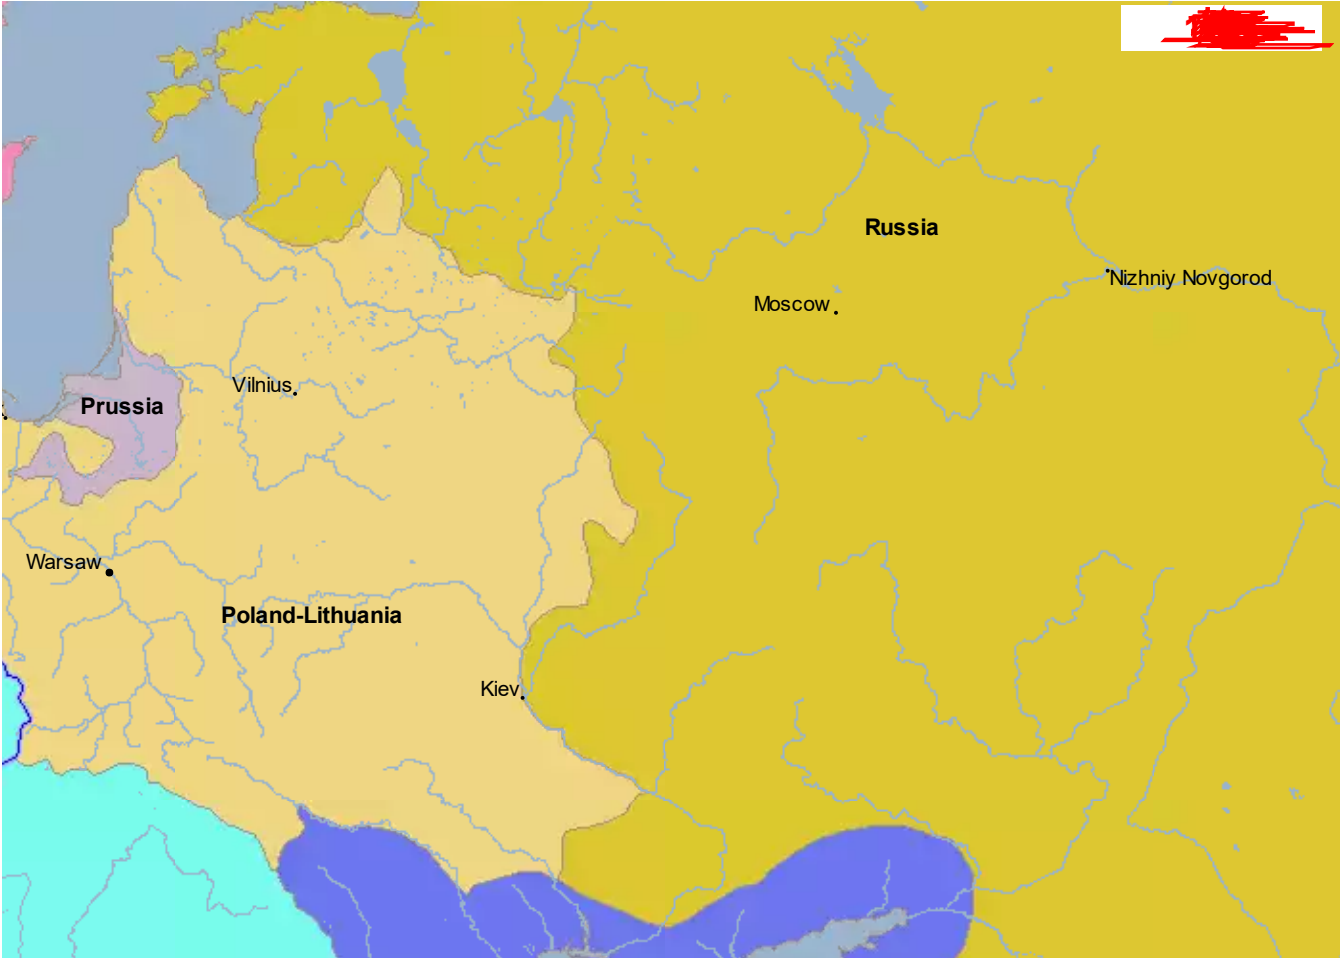 Russia
Nizhniy Novgorod
Moscow
Vilnius
Prussia
Warsaw
Poland-Lithuania
Kiev